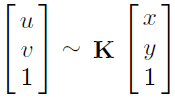 [ u v 1 ] ~ K [ x y 1 ]